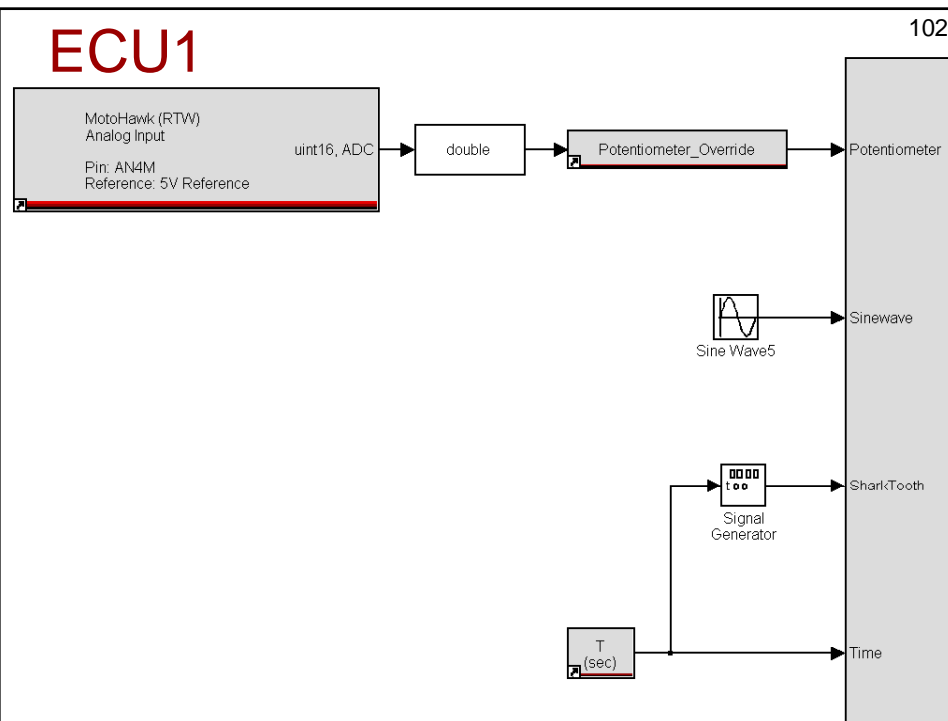 102
ECU1
MotoHawk (RTW)
Analog Input
Pin: AN4M
Reference: 5V Reference
uint16, ADC
double
Potentiometer_Override
Potentiometer
Sinewave
Sine Wave5
t
SharkTooth
Signal
Generator
T
(sec)
Time